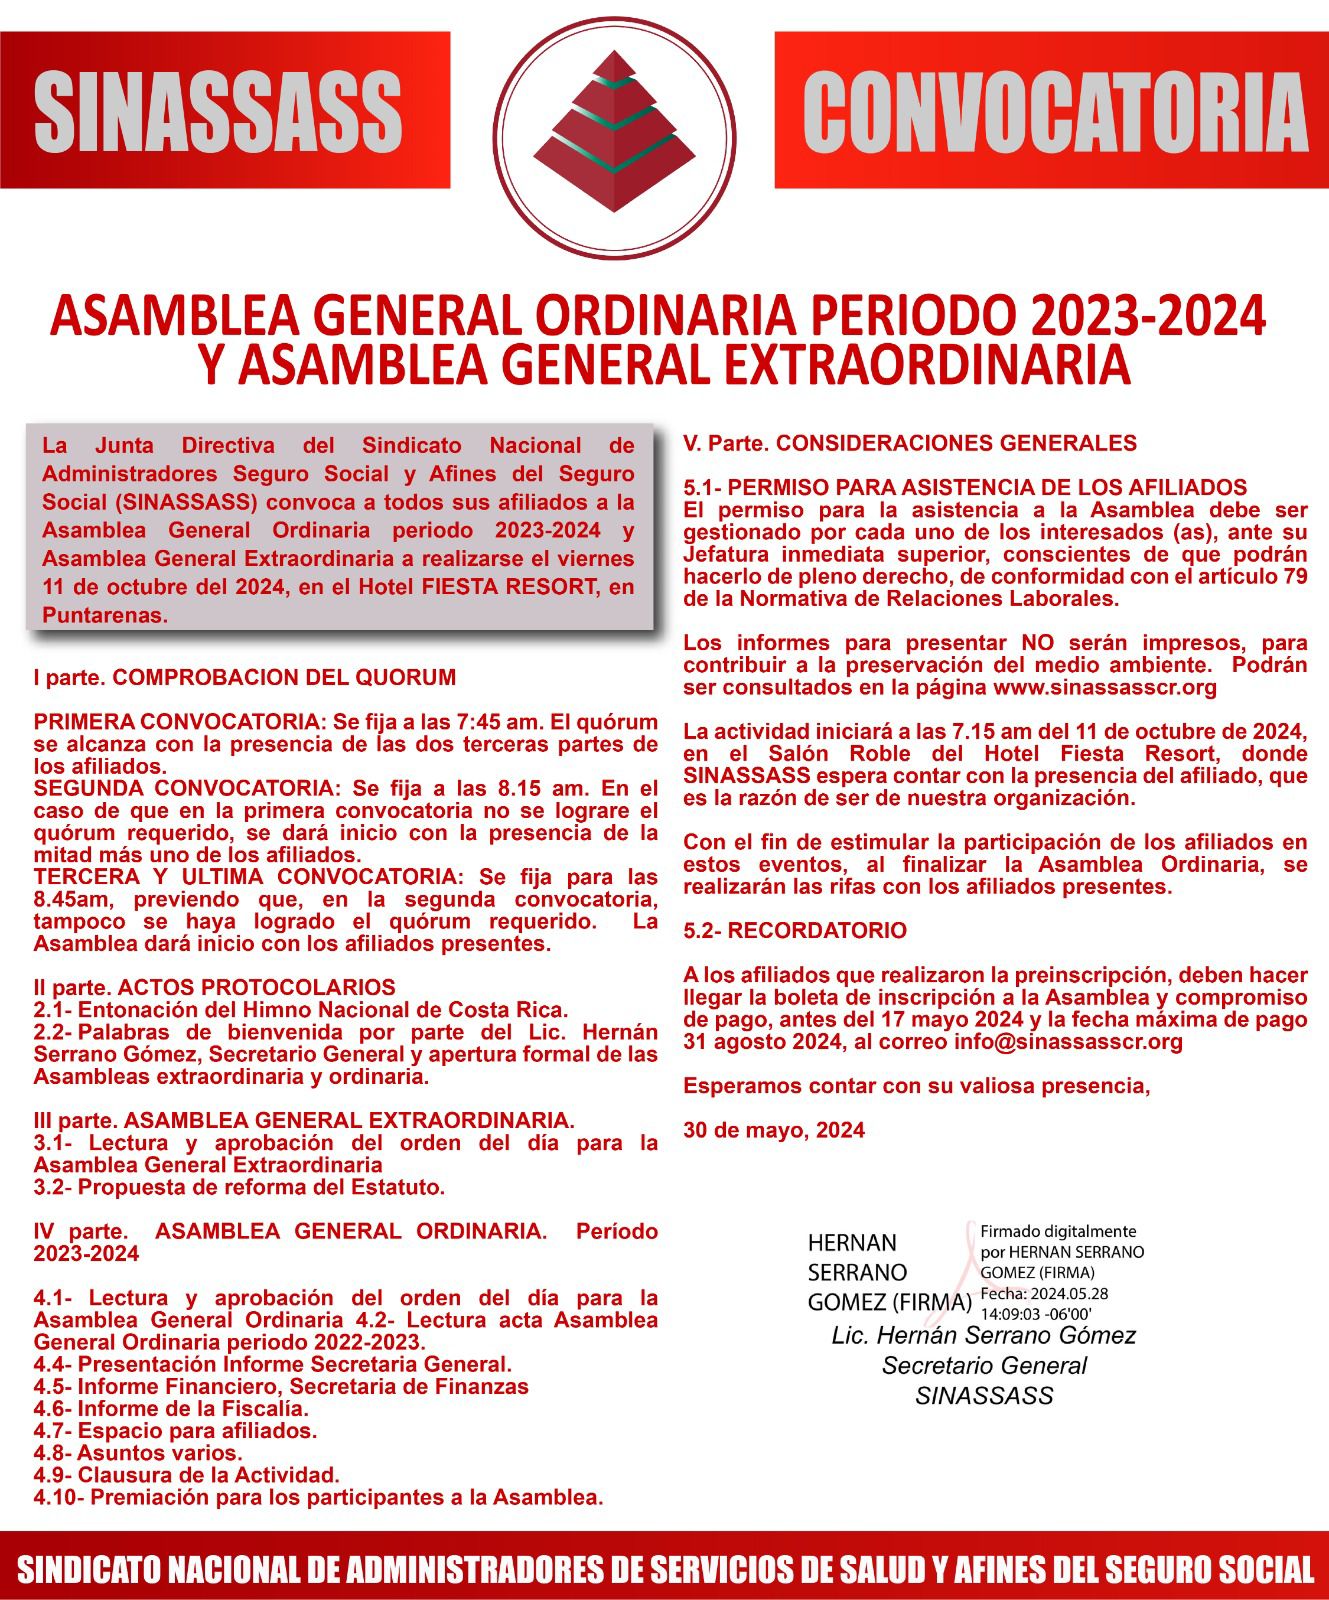 SINASSASS
CONVOCATORIA
ASAMBLEA GENERAL ORDINARIA PERIODO 2023-2024
Y ASAMBLEA GENERAL EXTRAORDINARIA
La Junta Directiva del Sindicato Nacional de
Administradores Seguro Social y Afines del Seguro
Social (SINASSASS) convoca a todos sus afiliados a la
Asamblea General Ordinaria periodo 2023-2024 y
Asamblea General Extraordinaria a realizarse el viernes
11 de octubre del 2024, en el Hotel FIESTA RESORT, en
Puntarenas.
I parte. COMPROBACION DEL QUORUM
PRIMERA CONVOCATORIA: Se fija a las 7:45 am. El quórum
se alcanza con la presencia de las dos terceras partes de
los afiliados.
SEGUNDA CONVOCATORIA: Se fija a las 8.15 am. En el
caso de que en la primera convocatoria no se lograre el
quórum requerido, se dará inicio con la presencia de la
mitad más uno de los afiliados.
TERCERA Y ULTIMA CONVOCATORIA: Se fija para las
8.45am, previendo que, en la segunda convocatoria,
tampoco se haya logrado el quórum requerido. La
Asamblea dará inicio con los afiliados presentes.
II parte. ACTOS PROTOCOLARIOS
2.1- Entonación del Himno Nacional de Costa Rica.
2.2- Palabras de bienvenida por parte del Lic. Hernán
Serrano Gómez, Secretario General y apertura formal de las
Asambleas extraordinaria y ordinaria.
III parte. ASAMBLEA GENERAL EXTRAORDINARIA.
3.1- Lectura y aprobación del orden del día para la
Asamblea General Extraordinaria
3.2- Propuesta de reforma del Estatuto.
IV parte. ASAMBLEA GENERAL ORDINARIA. Período
2023-2024
4.1- Lectura y aprobación del orden del día para la
Asamblea General Ordinaria 4.2- Lectura acta Asamblea
General Ordinaria periodo 2022-2023.
4.4- Presentación Informe Secretaria General.
4.5- Informe Financiero, Secretaria de Finanzas
4.6- Informe de la Fiscalía.
4.7- Espacio para afiliados.
4.8- Asuntos varios.
4.9- Clausura de la Actividad.
4.10- Premiación para los participantes a la Asamblea.
V. Parte. CONSIDERACIONES GENERALES
5.1- PERMISO PARA ASISTENCIA DE LOS AFILIADOS
El permiso para la asistencia a la Asamblea debe ser
gestionado por cada uno de los interesados (as), ante su
Jefatura inmediata superior, conscientes de que podrán
hacerlo de pleno derecho, de conformidad con el artículo 79
de la Normativa de Relaciones Laborales.
Los informes para presentar NO serán impresos, para
contribuir a la preservación del medio ambiente. Podrán
ser consultados en la página www.sinassasscr.org
La actividad iniciará a las 7.15 am del 11 de octubre de 2024,
en el Salón Roble del Hotel Fiesta Resort, donde
SINASSASS espera contar con la presencia del afiliado, que
es la razón de ser de nuestra organización.
Con el fin de estimular la participación de los afiliados en
estos eventos, al finalizar la Asamblea Ordinaria, se
realizarán las rifas con los afiliados presentes.
5.2- RECORDATORIO
A los afiliados que realizaron la preinscripción, deben hacer
llegar la boleta de inscripción a la Asamblea y compromiso
de pago, antes del 17 mayo 2024 y la fecha máxima de pago
31 agosto 2024, al correo info@sinassasscr.org
Esperamos contar con su valiosa presencia,
30 de mayo, 2024
HERNAN
SERRANO
GOMEZ (FIRMA)
Firmado digitalmente
por HERNAN SERRANO
GOMEZ (FIRMA)
Fecha: 2024.05.28
14:09:03 -06'00'
Lic. Hernán Serrano Gómez
Secretario General
SINASSASS
SINDICATO NACIONAL DE ADMINISTRADORES DE SERVICIOS DE SALUD Y AFINES DEL SEGURO SOCIAL